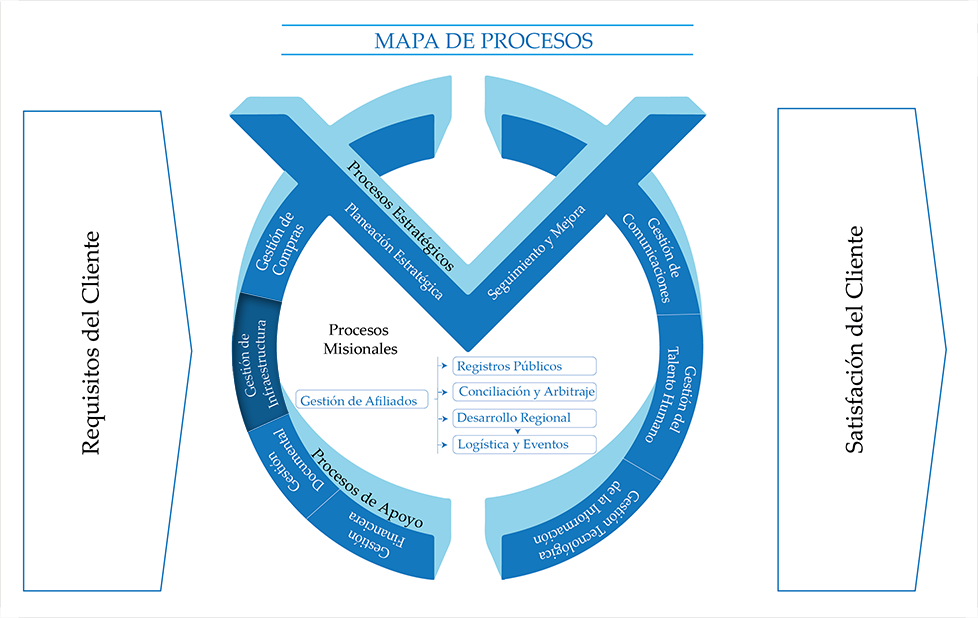 MAPA DE PROCESOS
Requisitos del Cliente
Procesos Estratégicos
Planeación Estratégica
Seguimiento y Mejora
Gestión de
Compras
Gestión de
Infraestructura
Gestión
Documental
Gestión
Financiera
Procesos de Apoyo
Procesos
Misionales
Gestión de Afiliados
Registros Públicos
Conciliación y Arbitraje
Desarrollo Regional
Logística y Eventos
Gestión de
Comunicaciones
Gestión del
Talento Humano
Gestión Tecnológica
de la Información
Satisfación del Cliente